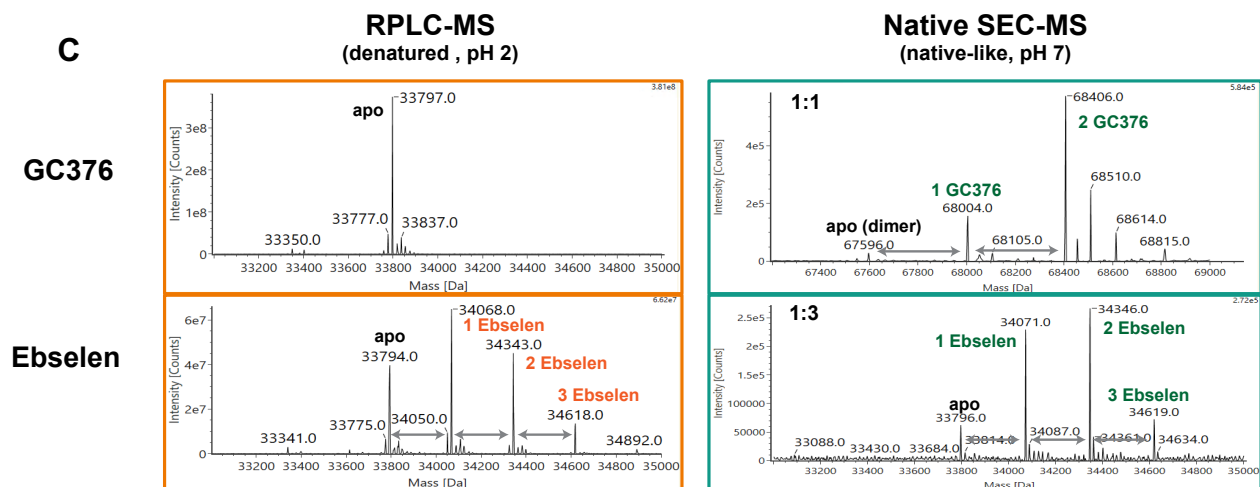 C
RPLC-MS
(denatured , pH 2)
Native SEC-MS
(native-like, pH 7)
GC376
3.81e8
Intensity [Counts]
3e8
2e8
1e8
0
apo
33797.0
33777.0
33837.0
33350.0
33200 33400 33600 33800 34000 34200 34400 34600 34800 35000
Mass [Da]
5.84e5
1:1
Intensity [Counts]
4e5
2e5
0
68406.0
2 GC376
1 GC376
68004.0
68510.0
apo (dimer)
67596.0
68105.0
68614.0
68815.0
67400 67600 67800 68000 68200 68400 68600 68800 69000
Mass [Da]
Ebselen
6.62e7
Intensity [Counts]
6e7
4e7
2e7
0
apo
33794.0
34068.0
1 Ebselen
34343.0
2 Ebselen
3 Ebselen
34618.0
33775.0
34050.0
33341.0
34892.0
33200 33400 33600 33800 34000 34200 34400 34600 34800 35000
Mass [Da]
2.72e5
1:3
Intensity [Counts]
2.5e5
2e5
1.5e5
100000
50000
0
34346.0
1 Ebselen
34071.0
2 Ebselen
3 Ebselen
apo
33796.0
34619.0
33088.0
33430.0
33684.0
33814.0
34087.0
34361.0
34634.0
33200 33400 33600 33800 34000 34200 34400 34600 34800 35000
Mass [Da]